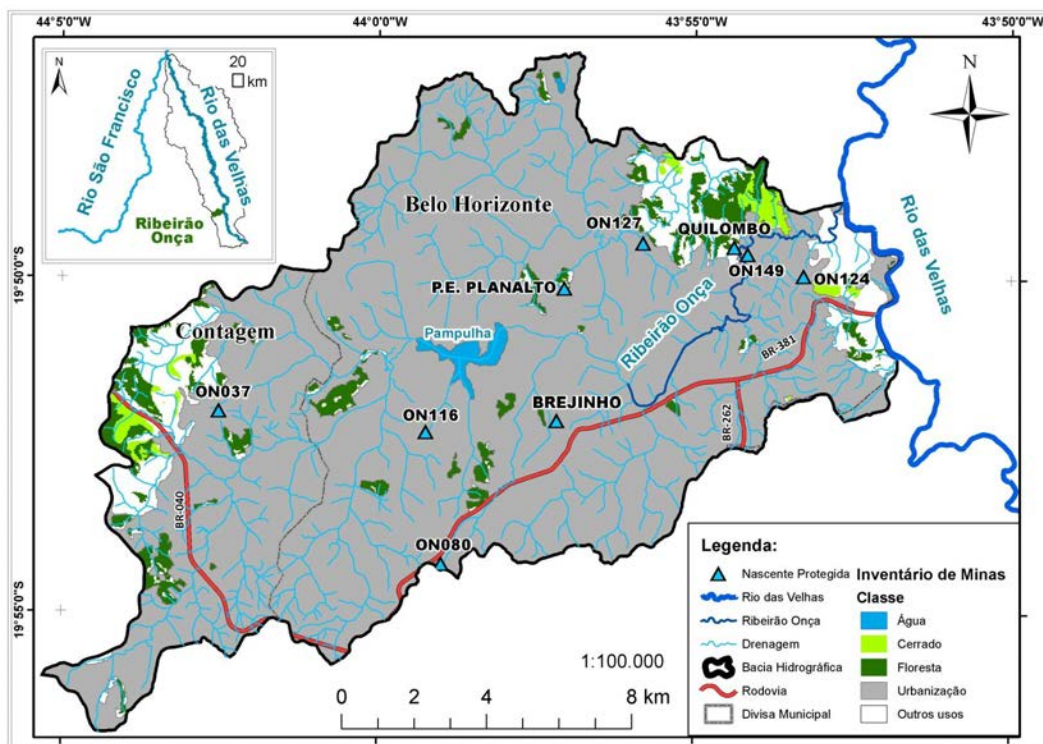 44°5'0"W
44°0'0"W
43°55'0"W
43°50'0"W
N
20
km
Rio São Francisco
Rio das Velhas
Ribeirão
Onça
N
Belo Horizonte
ON127
QUILOMBO
ON149
ON124
Rio das Velhas
19°50'0"S
P.E. PLANALTO
Ribeirão Onça
Contagem
Pampulha
BR-381
ON037
ON116
BREJINHO
BR-262
BR-040
ON080
19°55'0"S
1:100.000
0 2 4 8 km
Legenda:
Nascente Protegida
Rio das Velhas
Ribeirão Onça
Drenagem
Bacia Hidrográfica
Rodovia
Divisa Municipal
Inventário de Minas
Classe
Água
Cerrado
Floresta
Urbanização
Outros usos